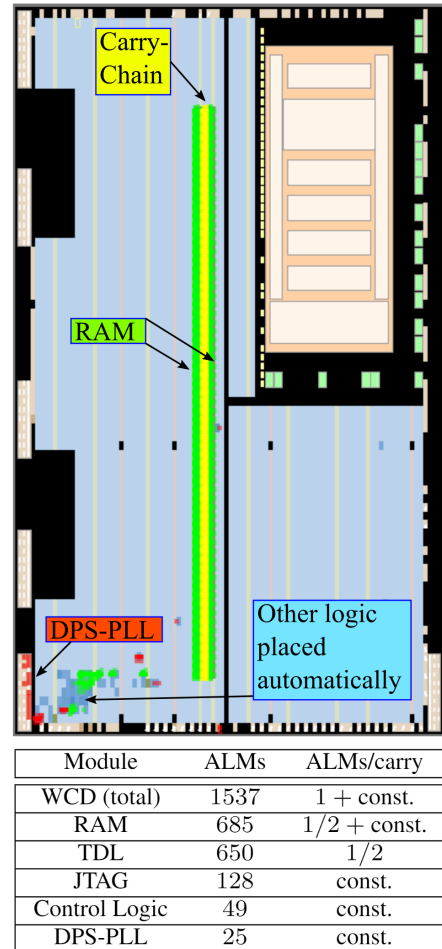 Carry-
Chain
RAM
DPS-PLL
Other logic
placed
automatically
Module ALMs ALMs/carry
WCD (total) 1537 1 + const.
RAM 685 1/2 + const.
TDL 650 1/2
JTAG 128 const.
Control Logic 49 const.
DPS-PLL 25 const.